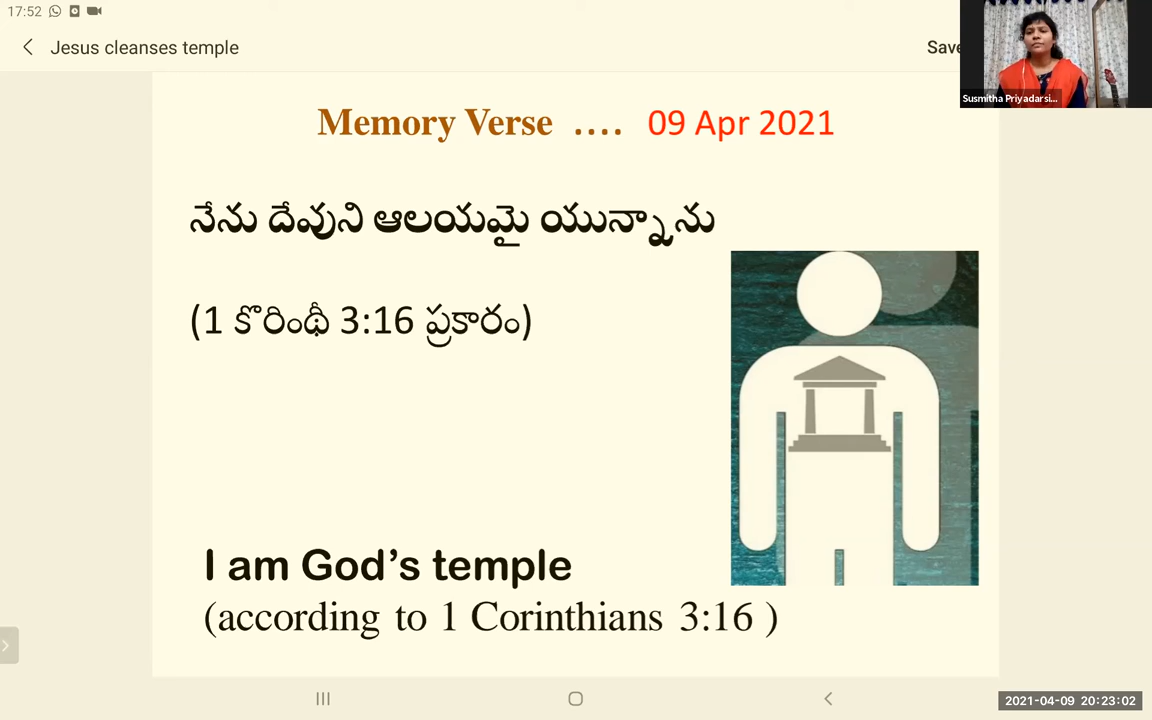 17:52
Jesus cleanses temple
Save
Susmitha Priyadarsi...
Memory Verse .... 09 Apr 2021
నేను దేవుని ఆలయమై యున్నాను
(1 కొరింథీ 3:16 ప్రకారం)
I am God’s temple
(according to 1 Corinthians 3:16 )
2021-04-09 20:23:02